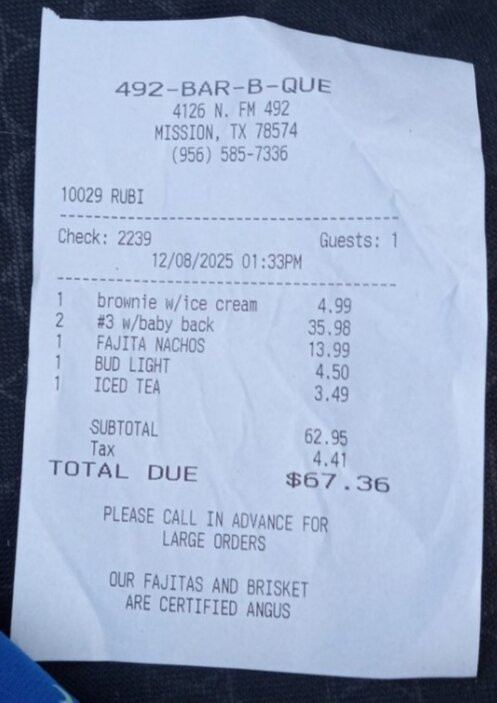 492-BAR-B-QUE
4126 N. FM 492
MISSION, TX 78574
(956) 585-7336
10029 RUBI
Check: 2239 Guests: 1
12/08/2025 01:33PM
1 brownie w/ice cream 4.99
2 #3 w/baby back 35.98
1 FAJITA NACHOS 13.99
1 BUD LIGHT 4.50
1 ICED TEA 3.49
SUBTOTAL 62.95
Tax 4.41
TOTAL DUE $67.36
PLEASE CALL IN ADVANCE FOR
LARGE ORDERS
OUR FAJITAS AND BRISKET
ARE CERTIFIED ANGUS